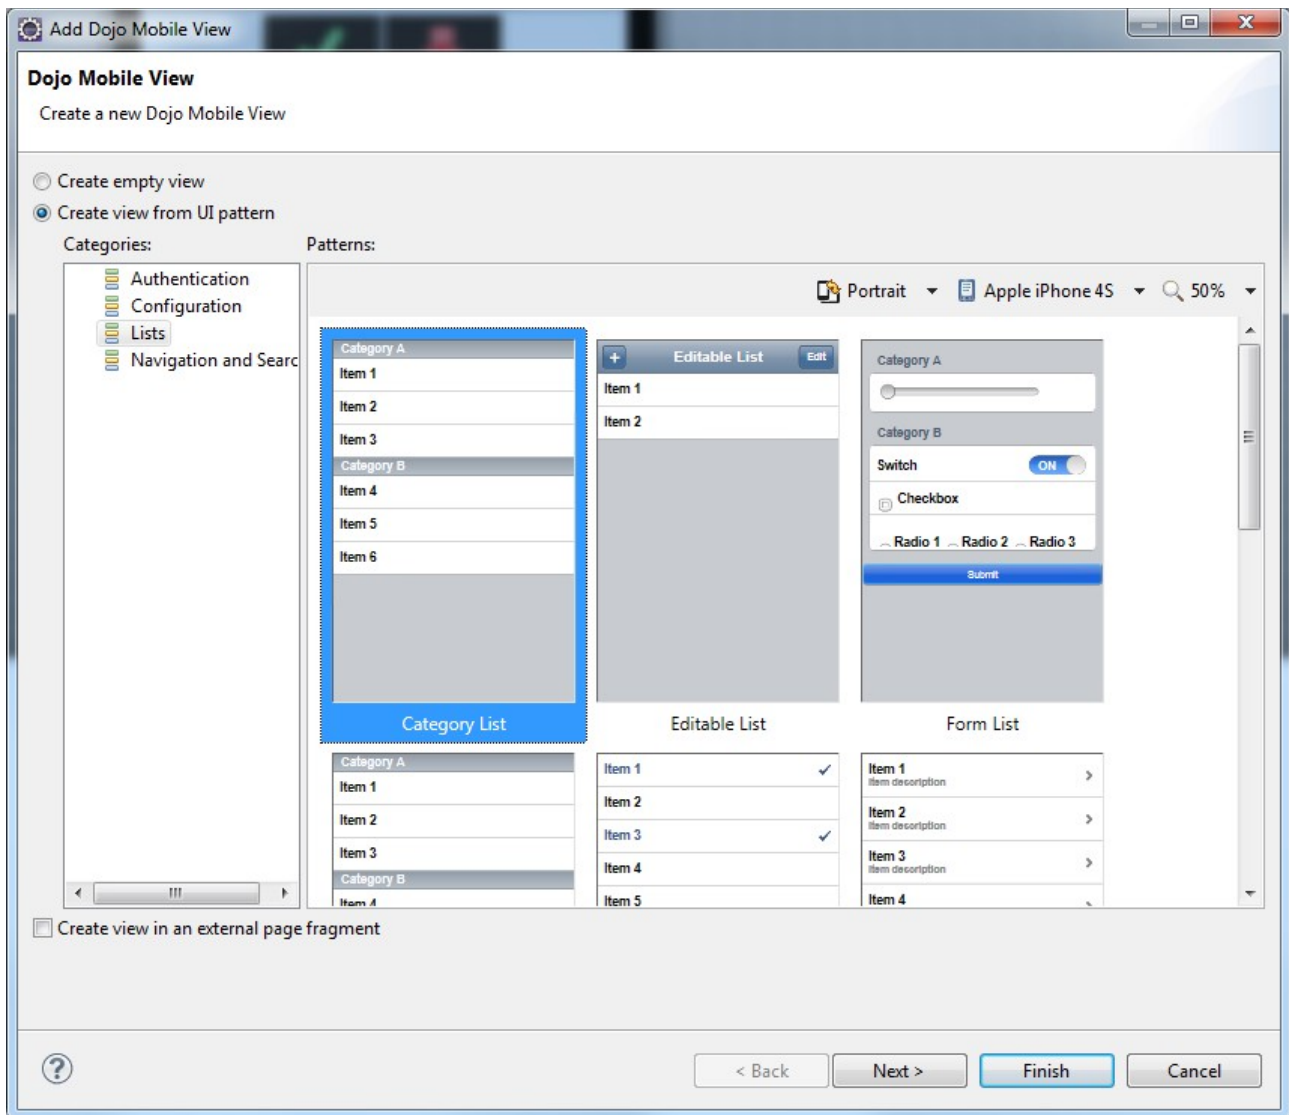 Add Dojo Mobile View
Dojo Mobile View
Create a new Dojo Mobile View
Create empty view
Create view from UI pattern
Categories:
Patterns:
Authentication
Configuration
Lists
Navigation and Searc
Portrait
Apple iPhone 4S
50%
Category A
Item 1
Item 2
Item 3
Category B
Item 4
Item 5
Item 6
Category List
+
Editable List
Edit
Item 1
Item 2
Editable List
Category A
Category B
Switch
ON
Checkbox
Radio 1 Radio 2 Radio 3
Submit
Form List
Category A
Item 1
Item 2
Item 3
Category B
Item 4
Item 1
Item 2
Item 3
Item 4
Item 5
Item 1
Item description
Item 2
Item description
Item 3
Item description
Item 4
Create view in an external page fragment
?
< Back
Next >
Finish
Cancel